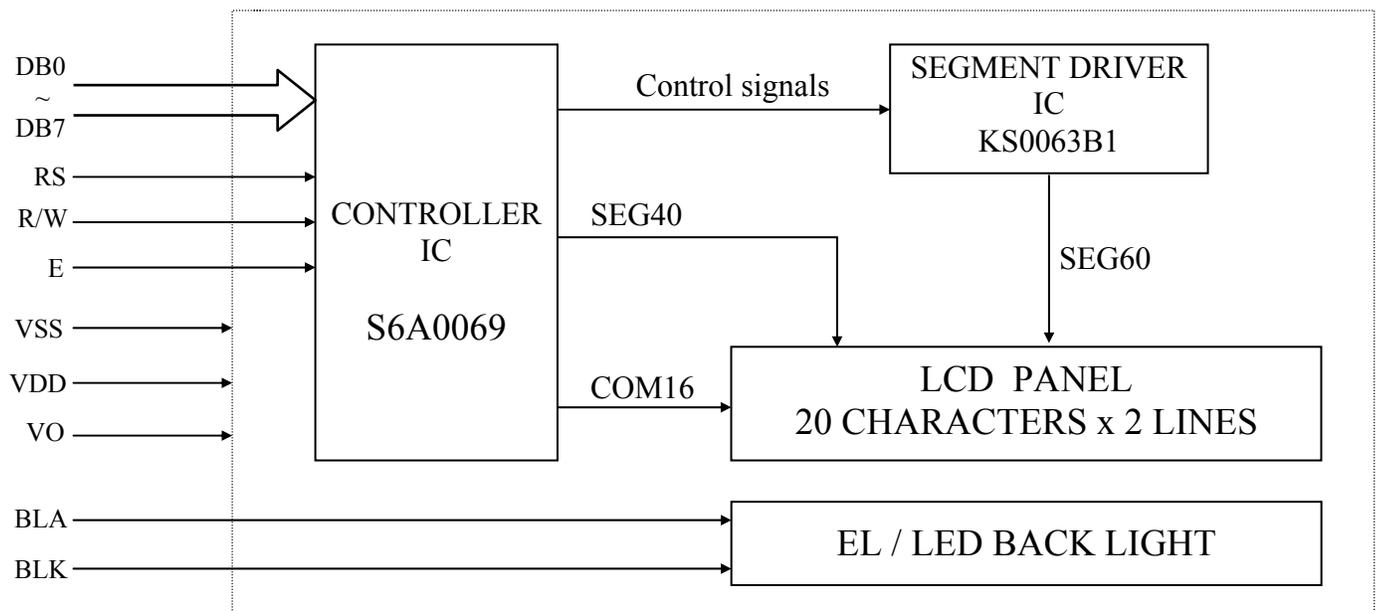 DB0
~
DB7
RS
R/W
E
VSS
VDD
VO
BLA
BLK
CONTROLLER
IC
S6A0069
Control signals
SEG40
COM16
SEGMENT DRIVER
IC
KS0063B1
SEG60
LCD PANEL
20 CHARACTERS x 2 LINES
EL / LED BACK LIGHT